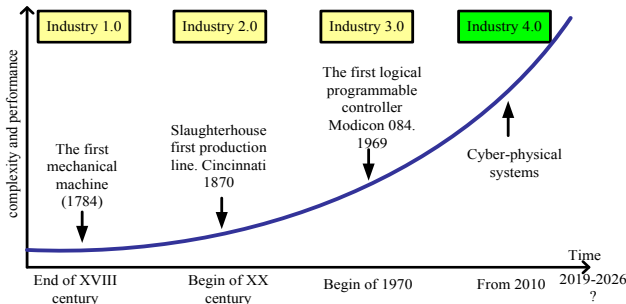 Industry 1.0
Industry 2.0
Industry 3.0
Industry 4.0
complexity and performance
The first
mechanical
machine
(1784)
Slaughterhouse
first production
line. Cincinnati
1870
The first logical
programmable
controller
Modicon 084.
1969
Cyber-physical
systems
Time
End of XVIII
century
Begin of XX
century
Begin of 1970
From 2010
2019-2026
?